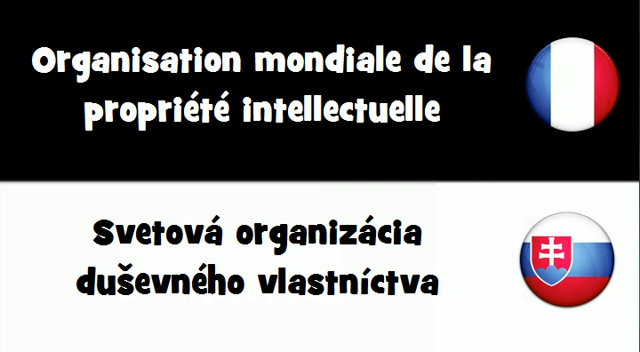 Organisation mondiale de la
propriété intellectuelle
Svetová organizácia
duševného vlastníctva